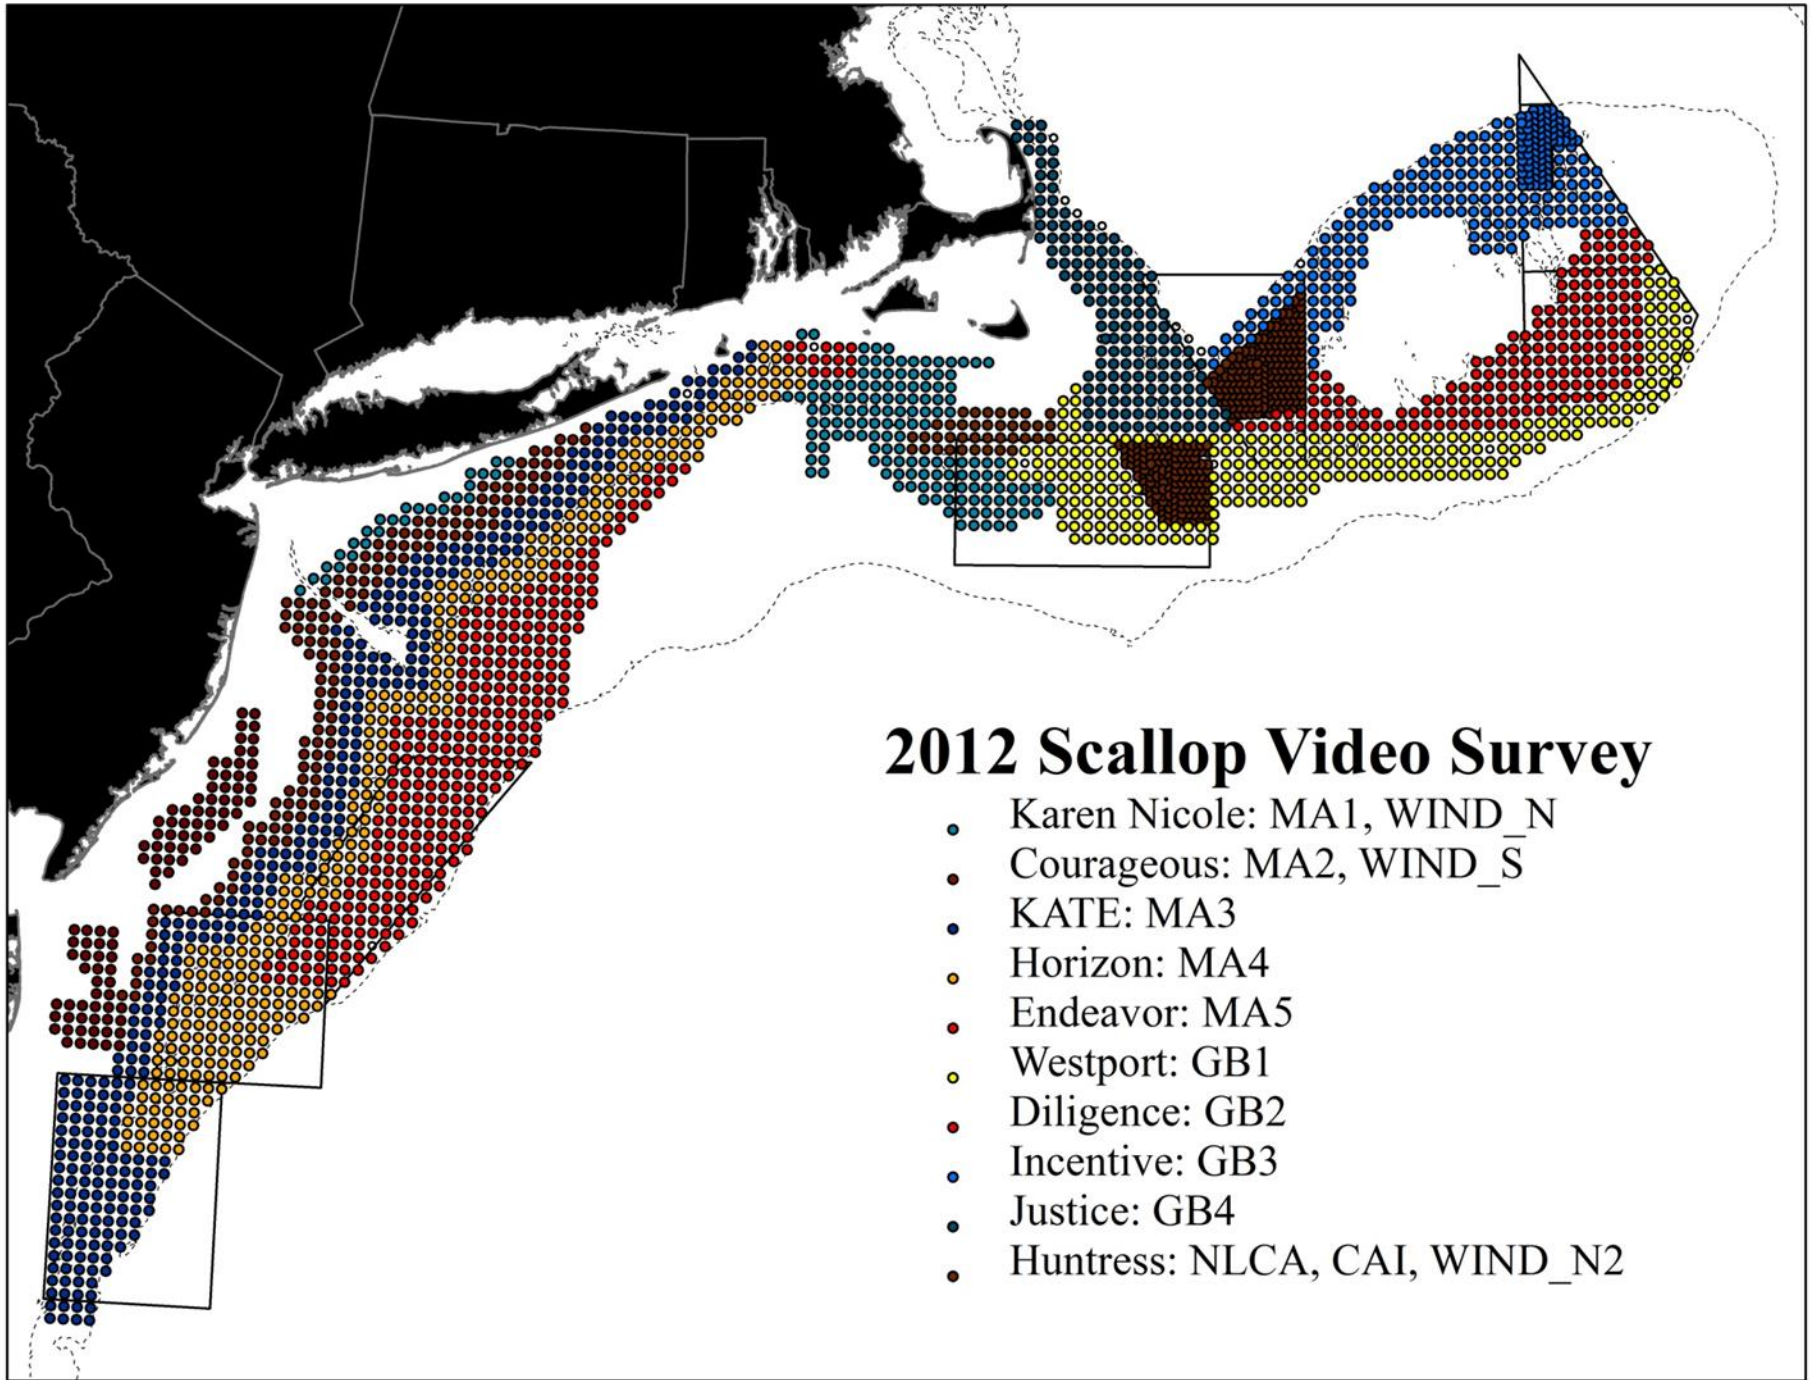 2012 Scallop Video Survey
Karen Nicole: MA1, WIND_N
Courageous: MA2, WIND_S
KATE: MA3
Horizon: MA4
Endeavor: MA5
Westport: GB1
Diligence: GB2
Incentive: GB3
Justice: GB4
Huntress: NLCA, CAI, WIND_N2